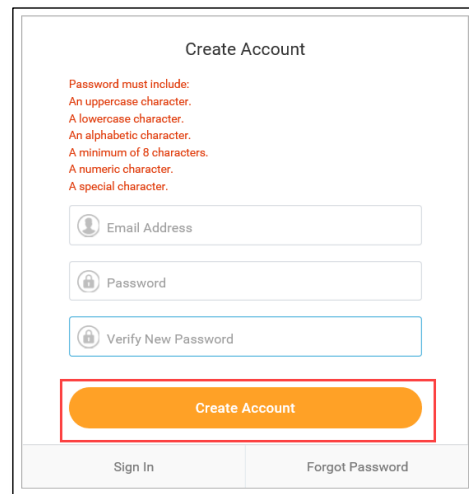 Create Account
Password must include:
An uppercase character.
A lowercase character.
An alphabetic character.
A minimum of 8 characters.
A numeric character.
A special character.
Email Address
Password
Verify New Password
Create Account
Sign In Forgot Password